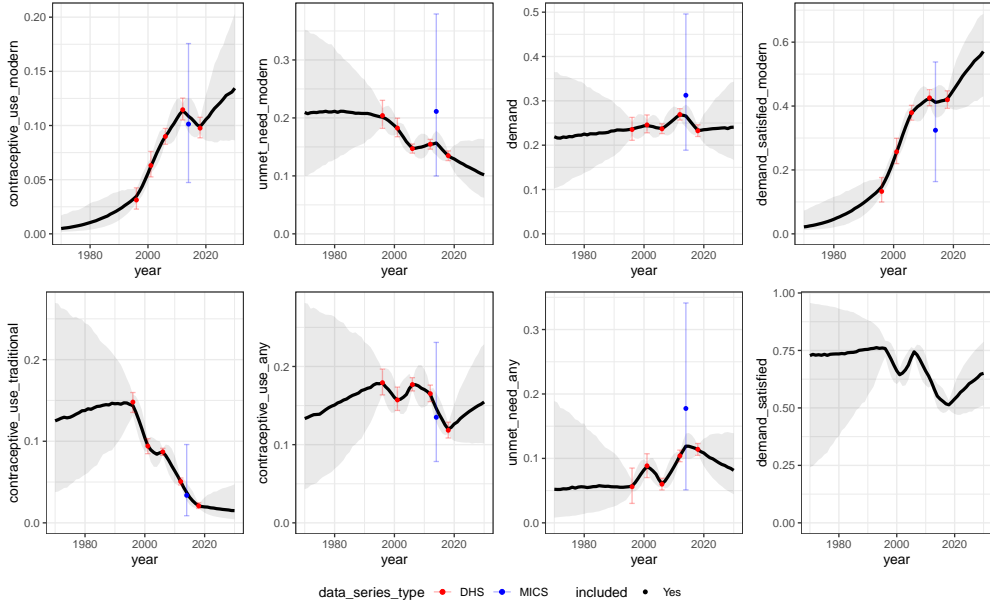 contraceptive_use_modern
0.20
0.15
0.10
0.05
0.00
1980 2000 2020
year
unmet_need_modern
0.3
0.2
0.1
0.0
1980 2000 2020
year
demand
0.5
0.4
0.3
0.2
0.1
0.0
1980 2000 2020
year
demand_satisfied_modern
0.6
0.4
0.2
0.0
1980 2000 2020
year
contraceptive_use_traditional
0.2
0.1
0.0
1980 2000 2020
year
contraceptive_use_any
0.2
0.1
0.0
1980 2000 2020
year
unmet_need_any
0.3
0.2
0.1
0.0
1980 2000 2020
year
demand_satisfied
1.00
0.75
0.50
0.25
0.00
1980 2000 2020
year
data_series_type DHS MICS included Yes